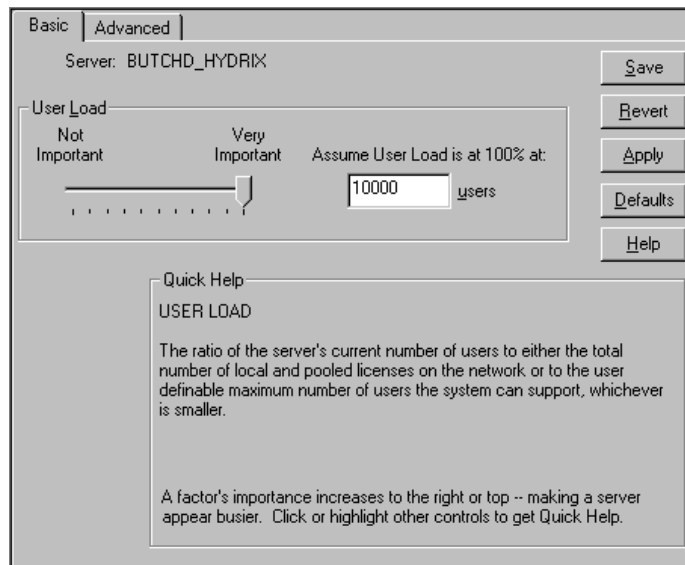 Basic
Advanced
Server: BUTCHD_HYDRIX
Save
Revert
Apply
Defaults
Help
User Load
Not
Important
Very
Important
Assume User Load is at 100% at:
10000 users
Quick Help
USER LOAD
The ratio of the server's current number of users to either the total
number of local and pooled licenses on the network or to the user
definable maximum number of users the system can support, whichever
is smaller.
A factor's importance increases to the right or top -- making a server
appear busier.  Click or highlight other controls to get Quick Help.